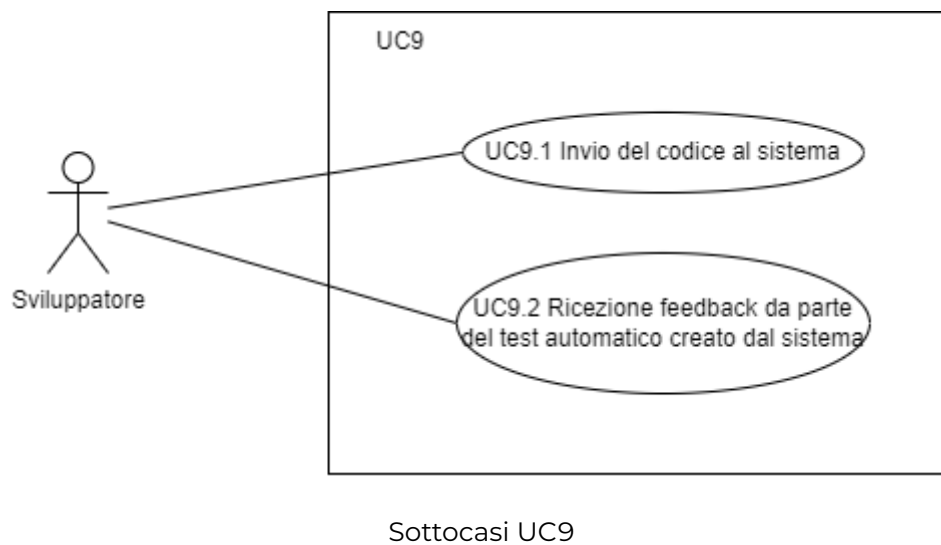 UC9
UC9.1 Invio del codice al sistema
Sviluppatore
UC9.2 Ricezione feedback da parte
del test automatico creato dal sistema
Sottocasi UC9